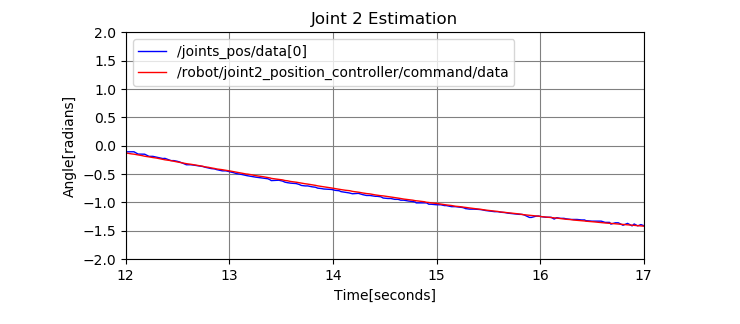 Joint 2 Estimation
/joints_pos/data[0]
/robot/joint2_position_controller/command/data
2.0
1.5
1.0
0.5
0.0
−0.5
−1.0
−1.5
−2.0
Angle[radians]
12 13 14 15 16 17
Time[seconds]